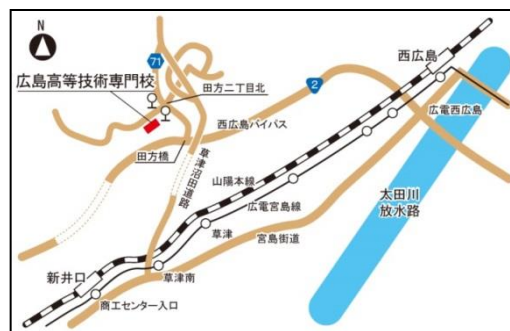 N
71
西広島
広島高等技術専門校
田方二丁目北
2
広電西広島
西広島バイパス
田方橋
草津沼田道路
山陽本線
太田川
放水路
広電宮島線
草津
宮島街道
新井口
草津南
商工センター入口